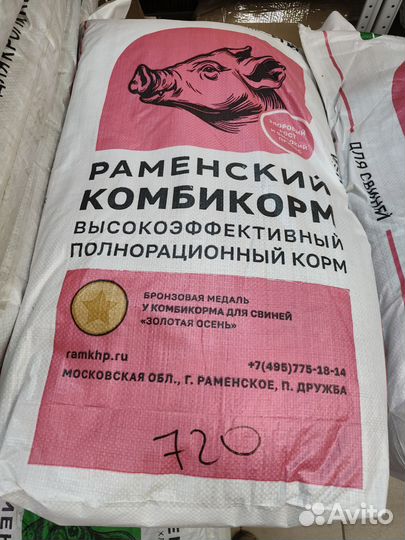 РАМЕНСКИЙ
КОМБИКОРМ
ВЫСОКОЭФФЕКТИВНЫЙ
ПОЛНОРАЦИОННЫЙ КОРМ
БРОНЗОВАЯ МЕДАЛЬ
У КОМБИКОРМА ДЛЯ СВИНЕЙ
«ЗОЛОТАЯ ОСЕНЬ»
ramkhp.ru
+7(495)775-18-14
МОСКОВСКАЯ ОБЛ., Г. РАМЕНСКОЕ, П. ДРУЖБА
720
ДЛЯ СВИНЕЙ
Avito